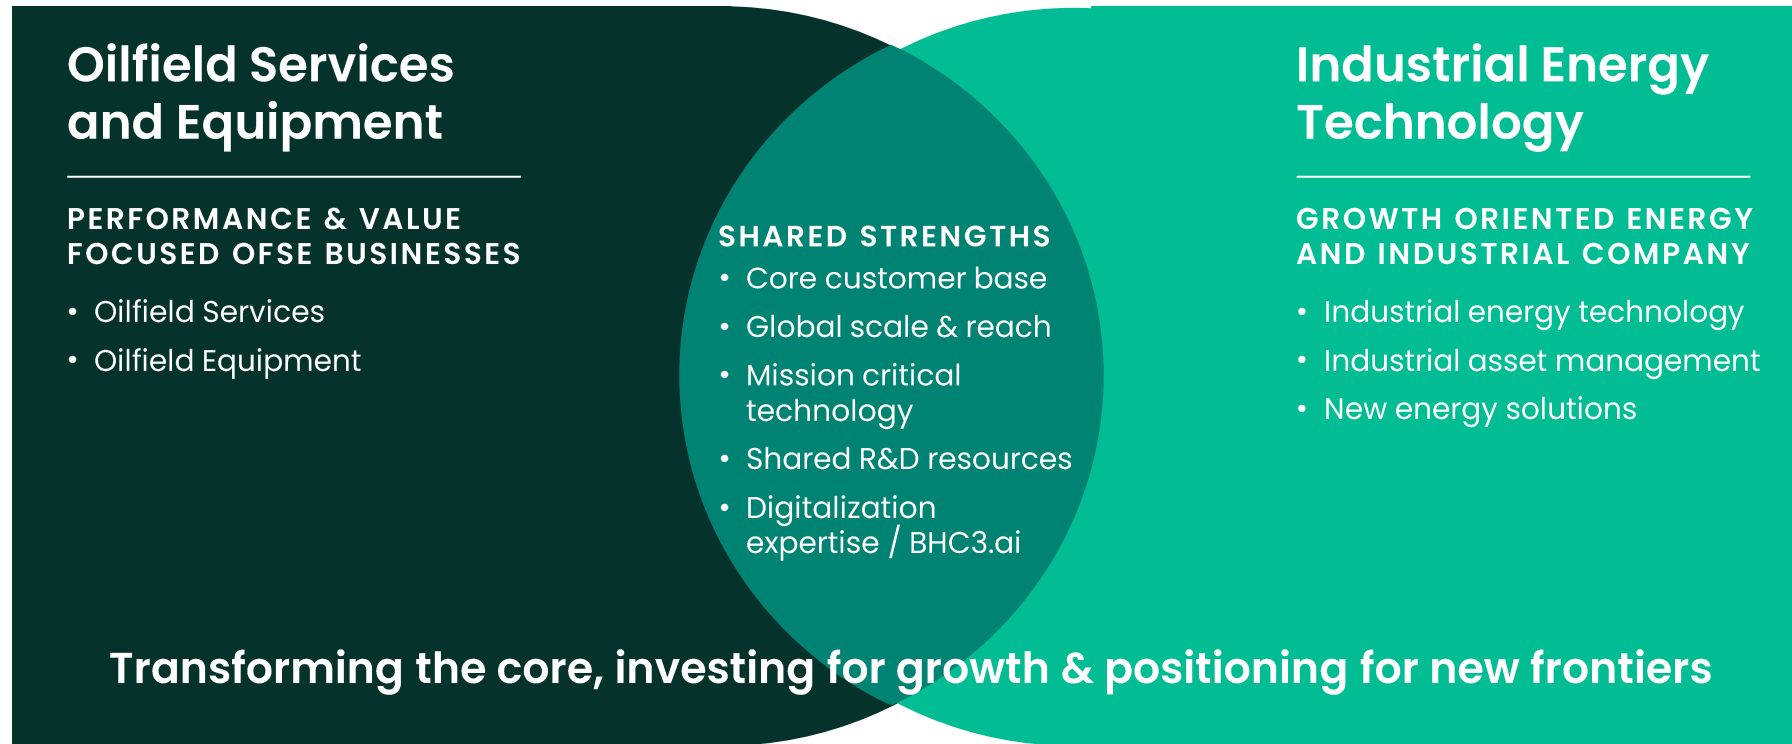 Oilfield Services
and Equipment
PERFORMANCE & VALUE
FOCUSED OFSE BUSINESSES
• Oilfield Services
• Oilfield Equipment
SHARED STRENGTHS
• Core customer base
• Global scale & reach
• Mission critical
technology
• Shared R&D resources
• Digitalization
expertise / BHC3.ai
Industrial Energy
Technology
GROWTH ORIENTED ENERGY
AND INDUSTRIAL COMPANY
• Industrial energy technology
• Industrial asset management
• New energy solutions
Transforming the core, investing for growth & positioning for new frontiers